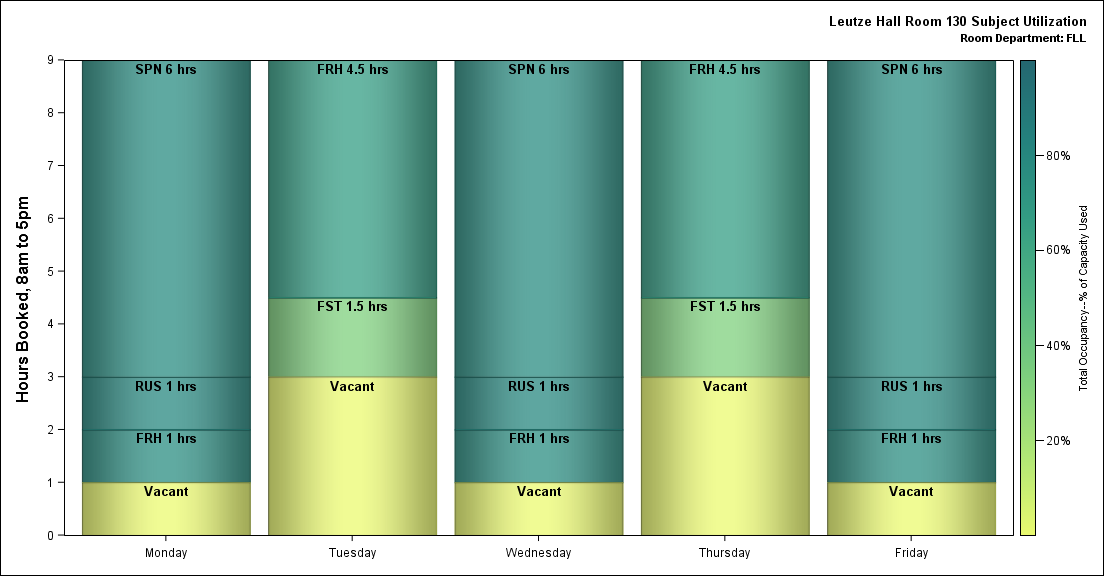 Leutze Hall Room 130 Subject Utilization
Room Department: FLL
Hours Booked, 8am to 5pm
9
8
7
6
5
4
3
2
1
0
SPN 6 hrs
RUS 1 hrs
FRH 1 hrs
Vacant
Monday
FRH 4.5 hrs
FST 1.5 hrs
Vacant
Tuesday
SPN 6 hrs
RUS 1 hrs
FRH 1 hrs
Vacant
Wednesday
FRH 4.5 hrs
FST 1.5 hrs
Vacant
Thursday
SPN 6 hrs
RUS 1 hrs
FRH 1 hrs
Vacant
Friday
80%
60%
40%
20%
Total Occupancy--% of Capacity Used